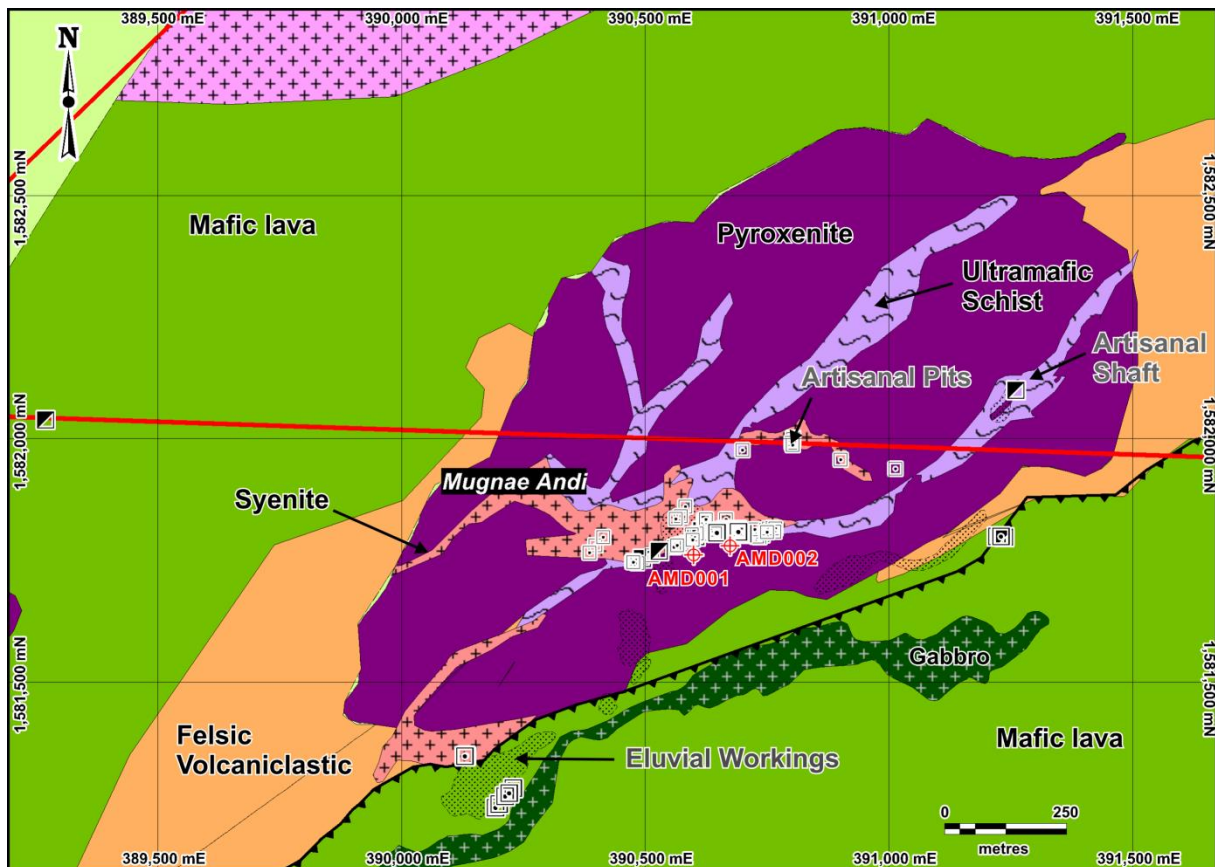 389,500 mE
390,000 mE
390,500 mE
391,000 mE
391,500 mE
N
1,582,500 mN
1,582,500 mN
Mafic lava
Pyroxenite
Ultramafic
Schist
Artisanal
Shaft
Artisanal Pits
1,582,000 mN
1,582,000 mN
Mugnae Andi
Syenite
AMD002
AMD001
Gabbro
1,581,500 mN
1,581,500 mN
Felsic
Volcaniclastic
Mafic lava
Eluvial Workings
0
250
metres
389,500 mE
390,000 mE
390,500 mE
391,000 mE
391,500 mE